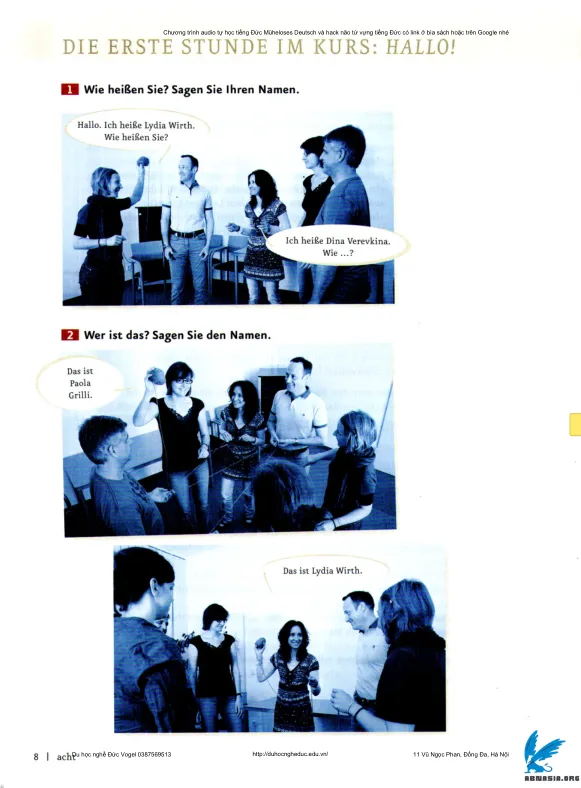 Chương trình audio tự học tiếng Đức Müheloses Deutsch và hack não từ vựng tiếng Đức có link ở bìa sách hoặc trên Google nhé
DIE ERSTE STUNDE IM KURS: HALLO!
1 Wie heißen Sie? Sagen Sie Ihren Namen.
Hallo. Ich heiße Lydia Wirth.
Wie heißen Sie?
Ich heiße Dina Verevkina.
Wie ...?
2 Wer ist das? Sagen Sie den Namen.
Das ist
Paola
Grilli.
Das ist Lydia Wirth.
8 | acht Du học nghề Đức Vogel 0387569513 http://duhocngheduc.edu.vn/ 11 Vũ Ngọc Phan, Đống Đa, Hà Nội
ABMASIA.ORG